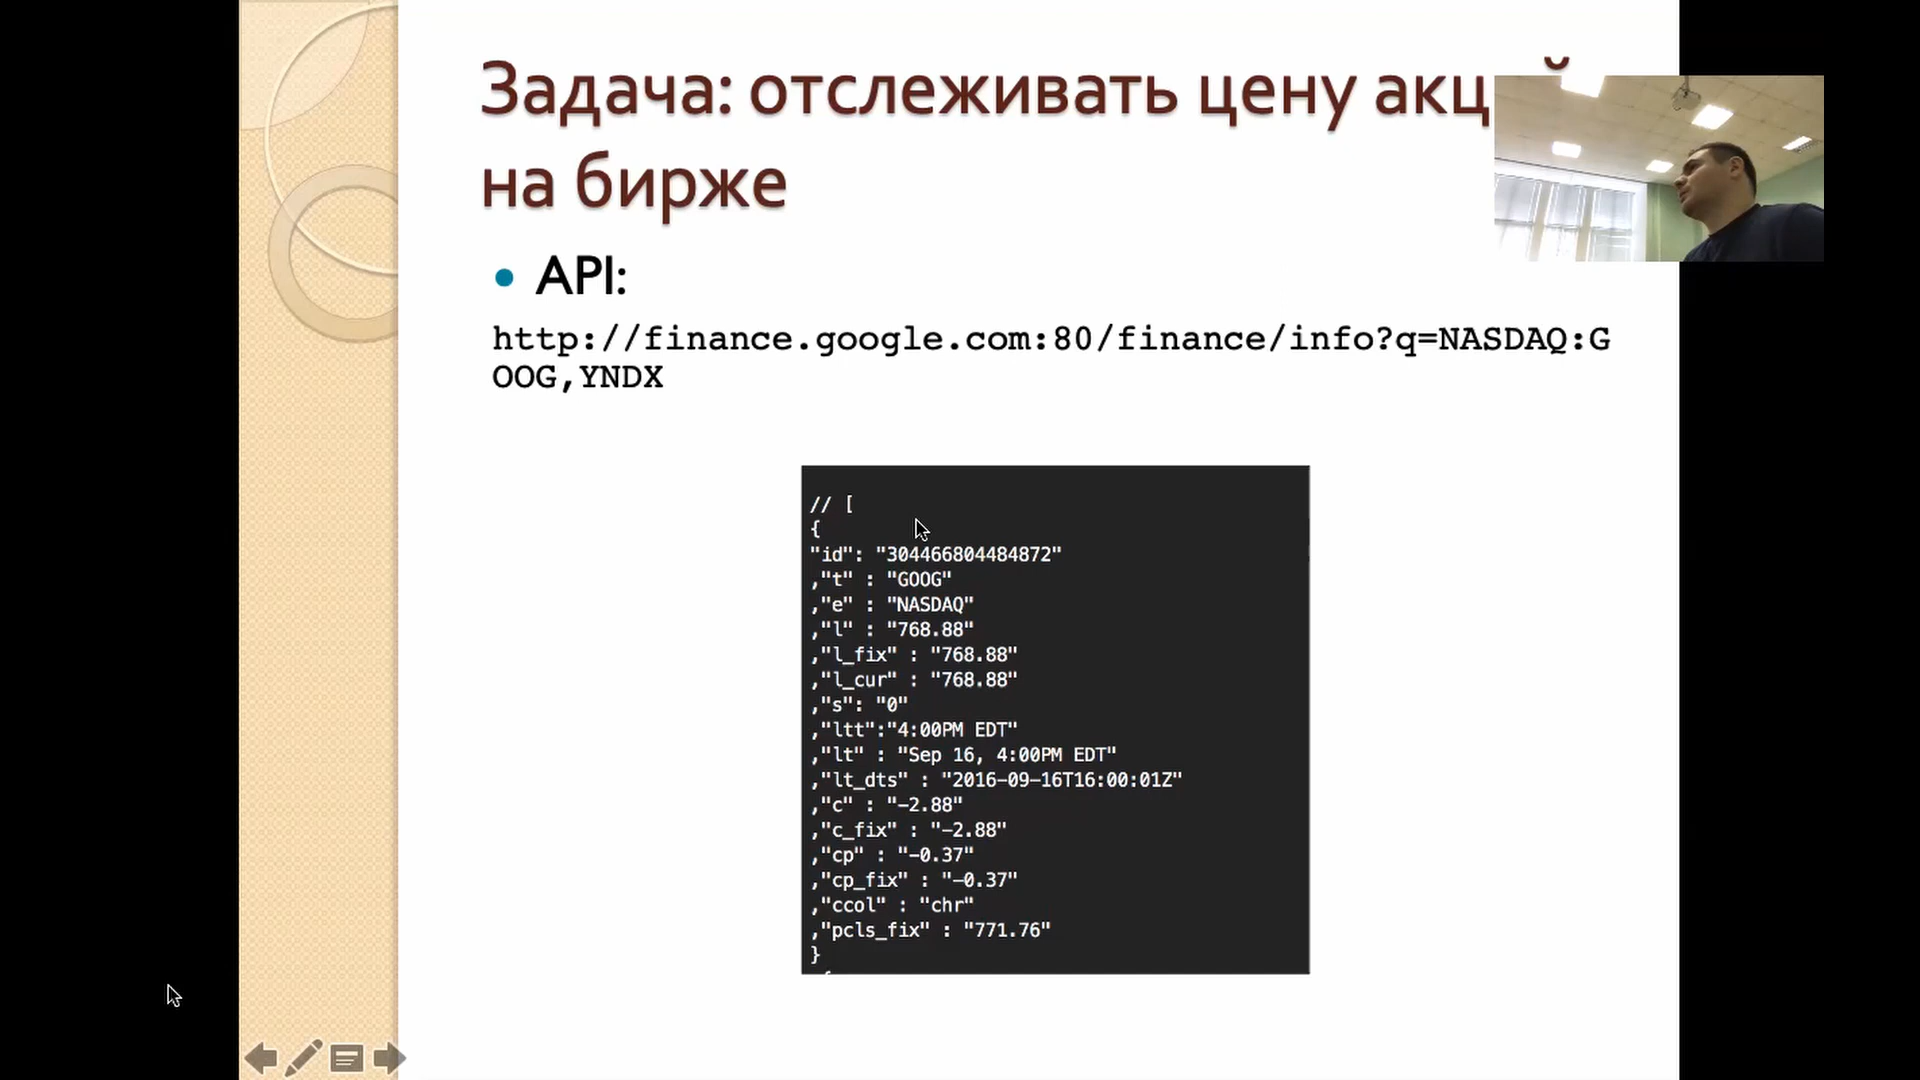 Задача: отслеживать цену акц
на бирже
API:
http://finance.google.com:80/finance/info?q=NASDAQ:G
OOG,YNDX
// [
{
"id": "304466804484872"
,"t" : "GOOG"
,"e" : "NASDAQ"
,"l" : "768.88"
,"l_fix" : "768.88"
,"l_cur" : "768.88"
,"s": "0"
,"ltt":"4:00PM EDT"
,"lt" : "Sep 16, 4:00PM EDT"
,"lt_dts" : "2016-09-16T16:00:01Z"
,"c" : "-2.88"
,"c_fix" : "-2.88"
,"cp" : "-0.37"
,"cp_fix" : "-0.37"
,"ccol" : "chr"
,"pcls_fix" : "771.76"
}